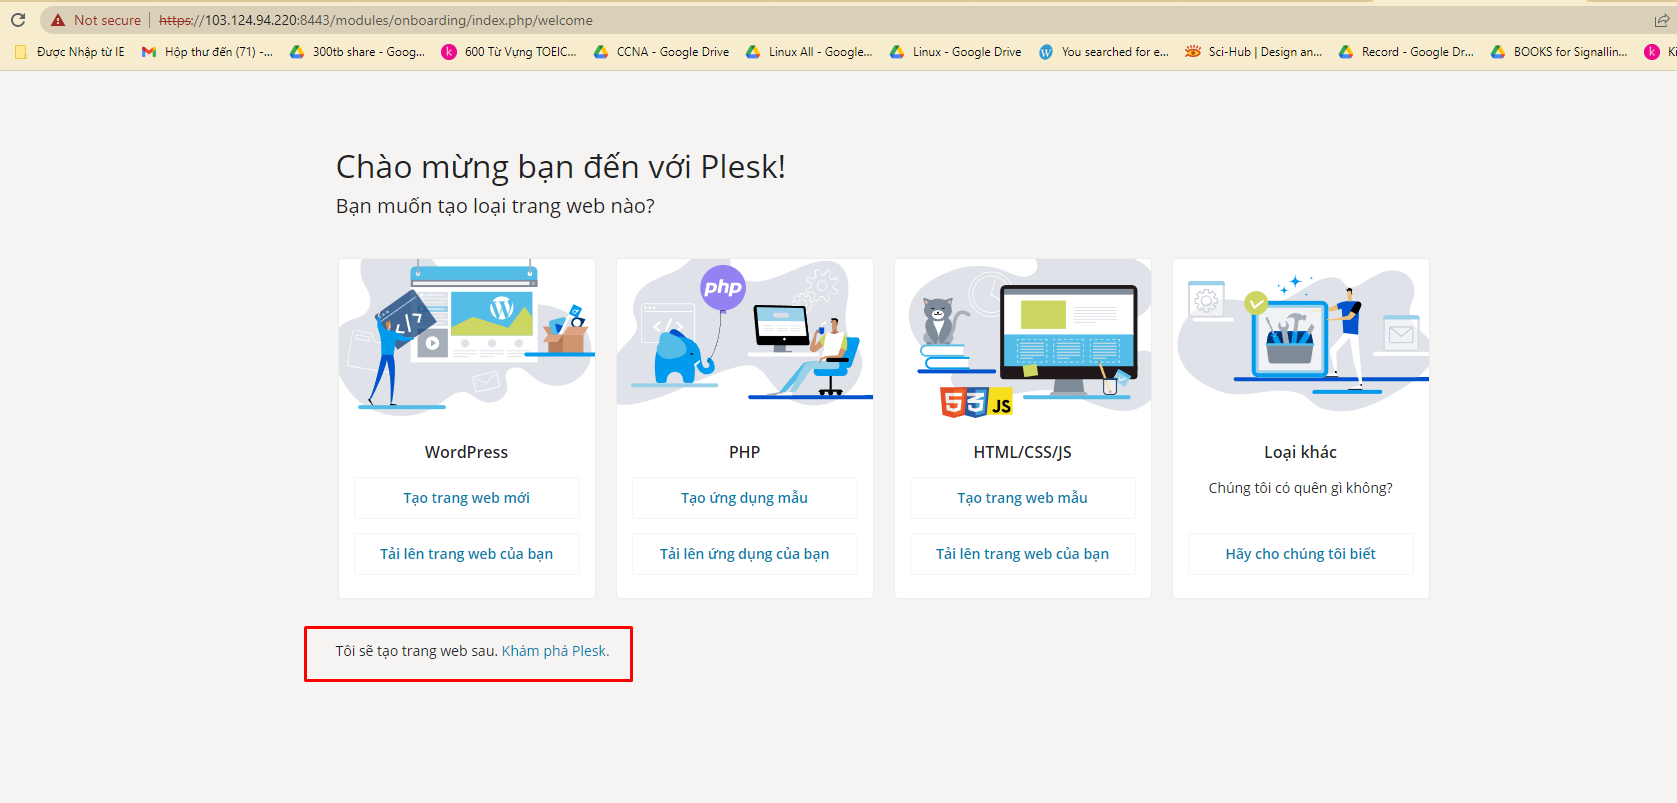 Not secure | https://103.124.94.220:8443/modules/onboarding/index.php/welcome
Được Nhập từ IE Hộp thư đến (71) -... 300tb share - Goog... 600 Từ Vựng TOEIC... CCNA - Google Drive Linux All - Google... Linux - Google Drive You searched for e... Sci-Hub | Design an... Record - Google Dr... BOOKS for Signallin... Ki
Chào mừng bạn đến với Plesk!
Bạn muốn tạo loại trang web nào?
php
JS
WordPress
Tạo trang web mới
Tải lên trang web của bạn
PHP
Tạo ứng dụng mẫu
Tải lên ứng dụng của bạn
HTML/CSS/JS
Tạo trang web mẫu
Tải lên trang web của bạn
Loại khác
Chúng tôi có quên gì không?
Hãy cho chúng tôi biết
Tôi sẽ tạo trang web sau. Khám phá Plesk.